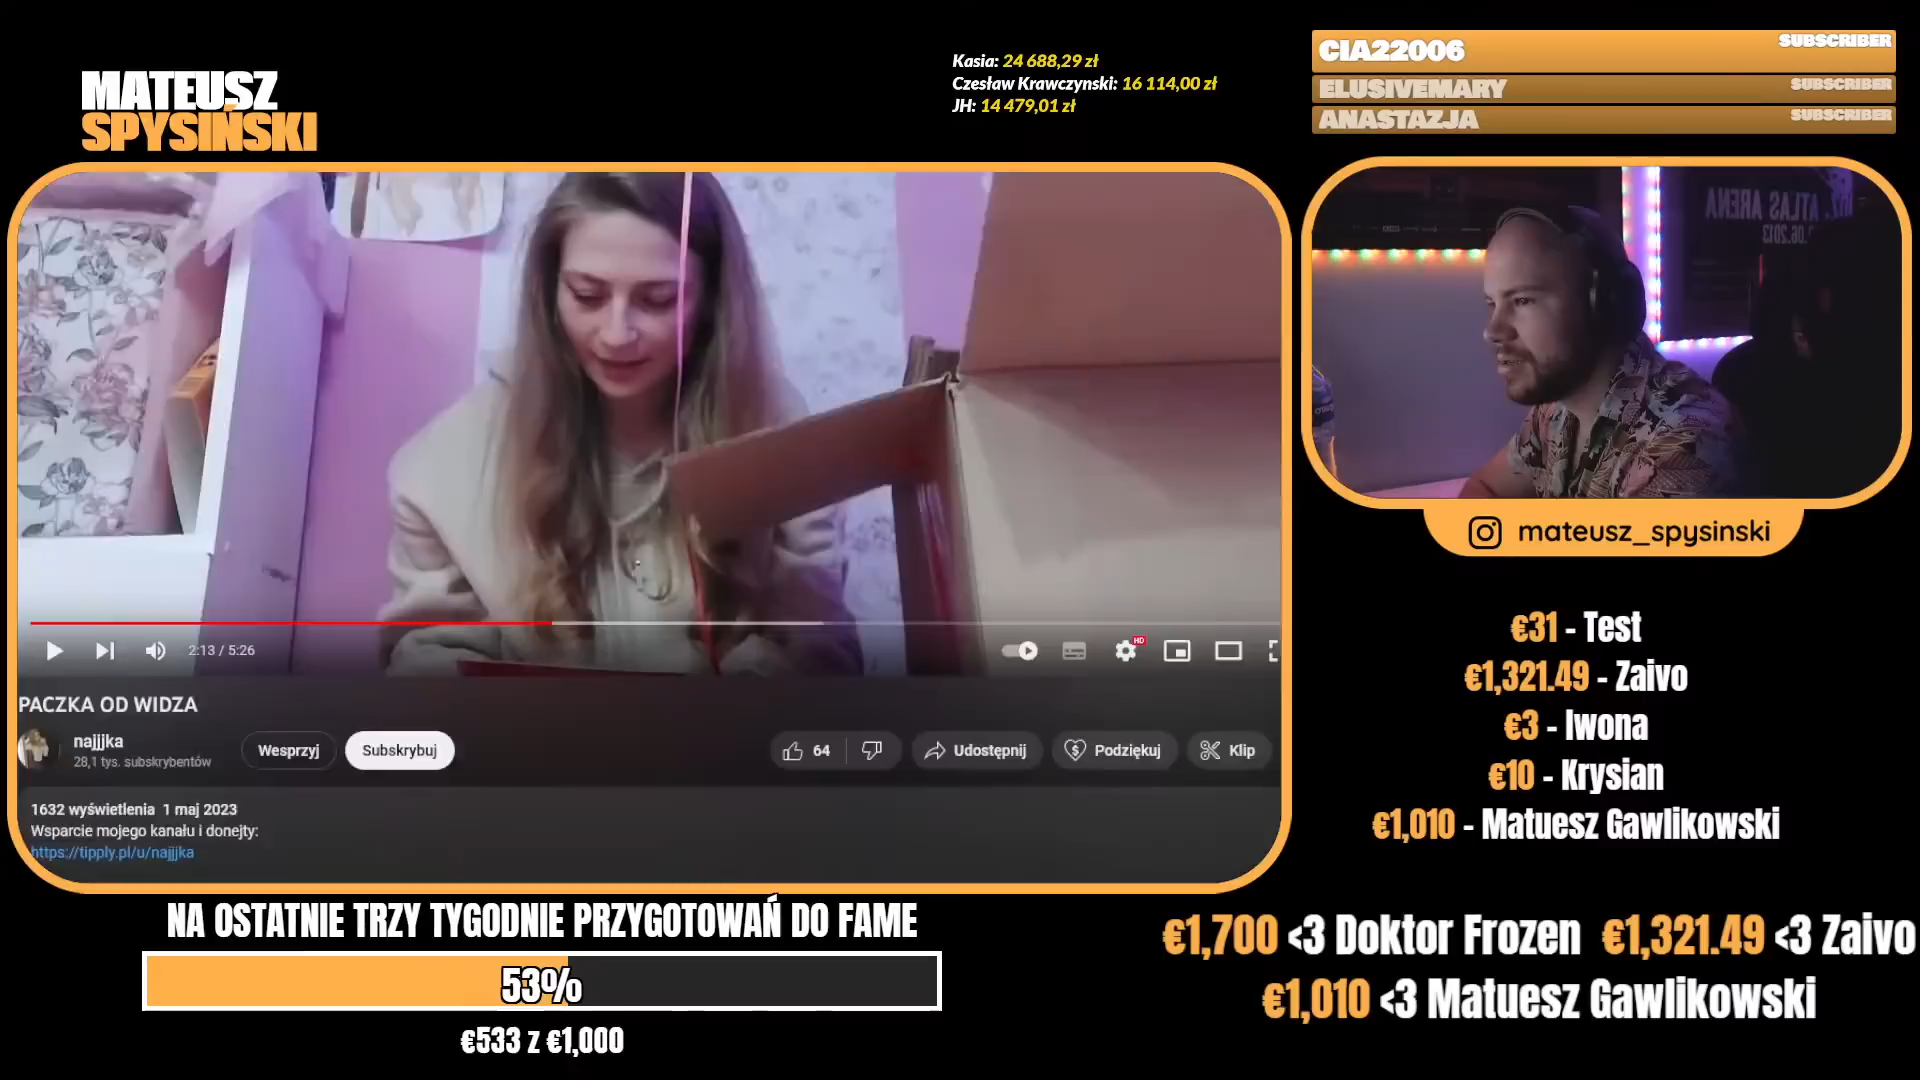 MATEUSZ
SPYSIŃSKI
Kasia: 24 688,29 zł
Czesław Krawczynski: 16 114,00 zł
JH: 14 479,01 zł
CIA22006 SUBSCRIBER
ELUSIVEMARY SUBSCRIBER
ANASTAZJA SUBSCRIBER
ATLAS ARENA
.06.2013
mateusz_spysinski
2:13 / 5:26
HD
PACZKA OD WIDZA
najjjka
28,1 tys. subskrybentów
Wesprzyj
Subskrybuj
64
Udostępnij
Podziękuj
Klip
1632 wyświetlenia 1 maj 2023
Wsparcie mojego kanału i donejty:
https://tipply.pl/u/najjjka
€31 - Test
€1,321.49 - Zaivo
€3 - Iwona
€10 - Krysian
€1,010 - Matuesz Gawlikowski
NA OSTATNIE TRZY TYGODNIE PRZYGOTOWAŃ DO FAME
53%
€533 z €1,000
€1,700 <3 Doktor Frozen €1,321.49 <3 Zaivo
€1,010 <3 Matuesz Gawlikowski